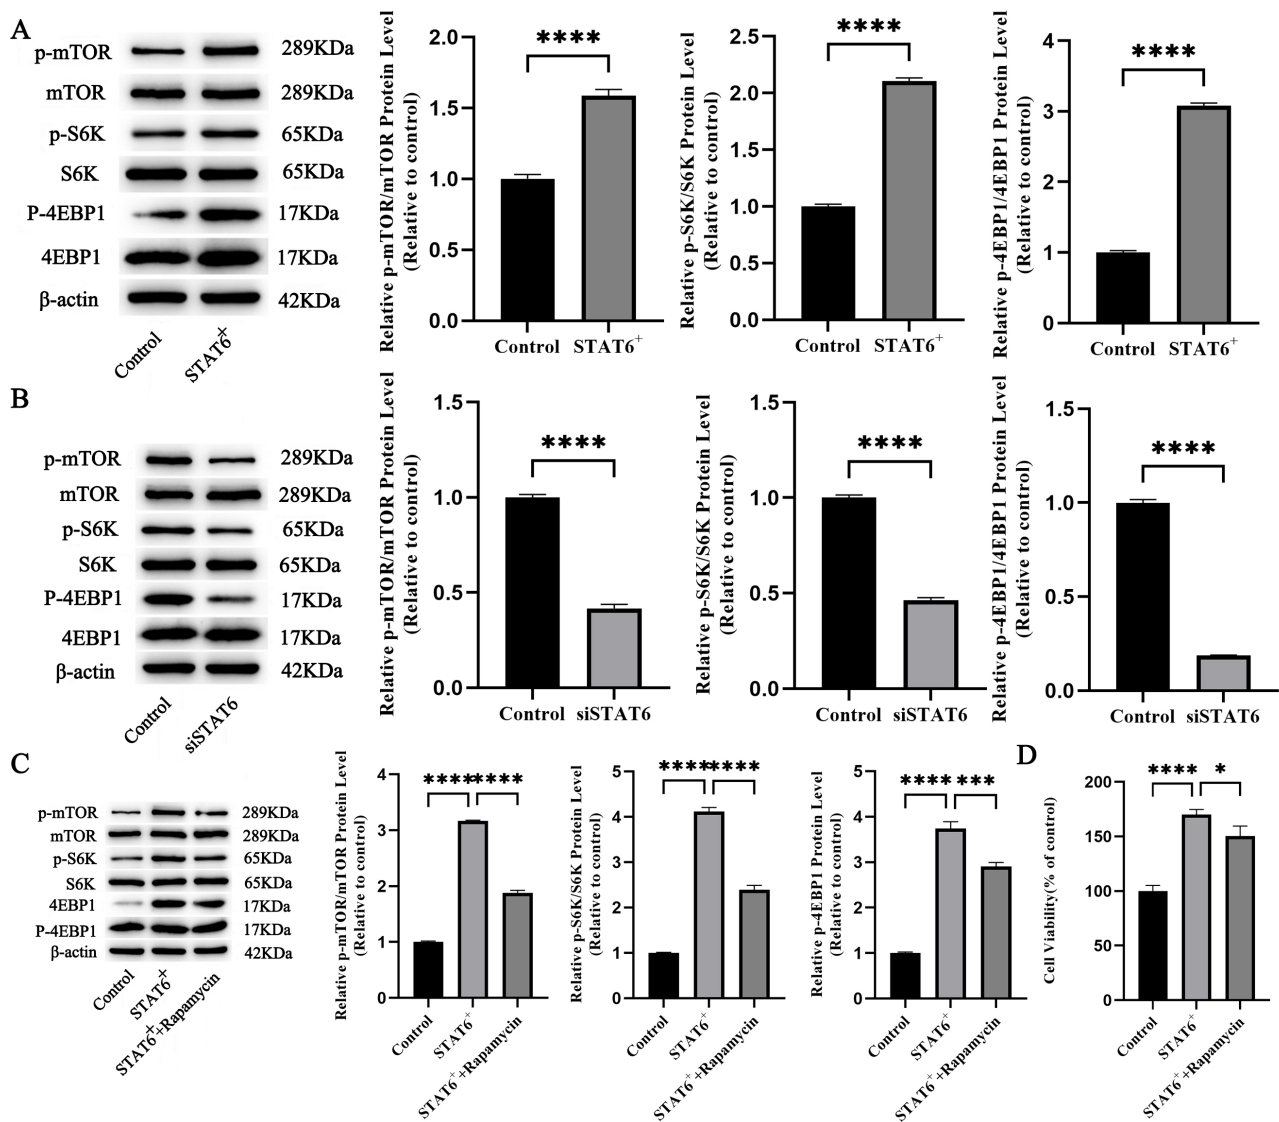 A
p-mTOR 289KDa
mTOR 289KDa
p-S6K 65KDa
S6K 65KDa
P-4EBP1 17KDa
4EBP1 17KDa
β-actin 42KDa
Control STAT6+
Relative p-mTOR/mTOR Protein Level
(Relative to control)
2.0
1.5
1.0
0.5
0.0
****
Control STAT6+
Relative p-S6K/S6K Protein Level
(Relative to control)
2.5
2.0
1.5
1.0
0.5
0.0
****
Control STAT6+
Relative p-4EBP1/4EBP1 Protein Level
(Relative to control)
4
3
2
1
0
****
Control STAT6+
B
p-mTOR 289KDa
mTOR 289KDa
p-S6K 65KDa
S6K 65KDa
P-4EBP1 17KDa
4EBP1 17KDa
β-actin 42KDa
Control siSTAT6
Relative p-mTOR/mTOR Protein Level
(Relative to control)
1.5
1.0
0.5
0.0
****
Control siSTAT6
Relative p-S6K/S6K Protein Level
(Relative to control)
1.5
1.0
0.5
0.0
****
Control siSTAT6
Relative p-4EBP1/4EBP1 Protein Level
(Relative to control)
1.5
1.0
0.5
0.0
****
Control siSTAT6
C
p-mTOR 289KDa
mTOR 289KDa
p-S6K 65KDa
S6K 65KDa
4EBP1 17KDa
P-4EBP1 17KDa
β-actin 42KDa
Control STAT6+ STAT6++Rapamycin
Relative p-mTOR/mTOR Protein Level
(Relative to control)
4
3
2
1
0
**** ****
Control STAT6+ STAT6++Rapamycin
Relative p-S6K/S6K Protein Level
(Relative to control)
5
4
3
2
1
0
**** ****
Control STAT6+ STAT6++Rapamycin
Relative p-4EBP1 Protein Level
(Relative to control)
5
4
3
2
1
0
**** ***
Control STAT6+ STAT6++Rapamycin
D
Cell Viability(% of control)
200
150
100
50
0
**** *
Control STAT6+ STAT6++Rapamycin